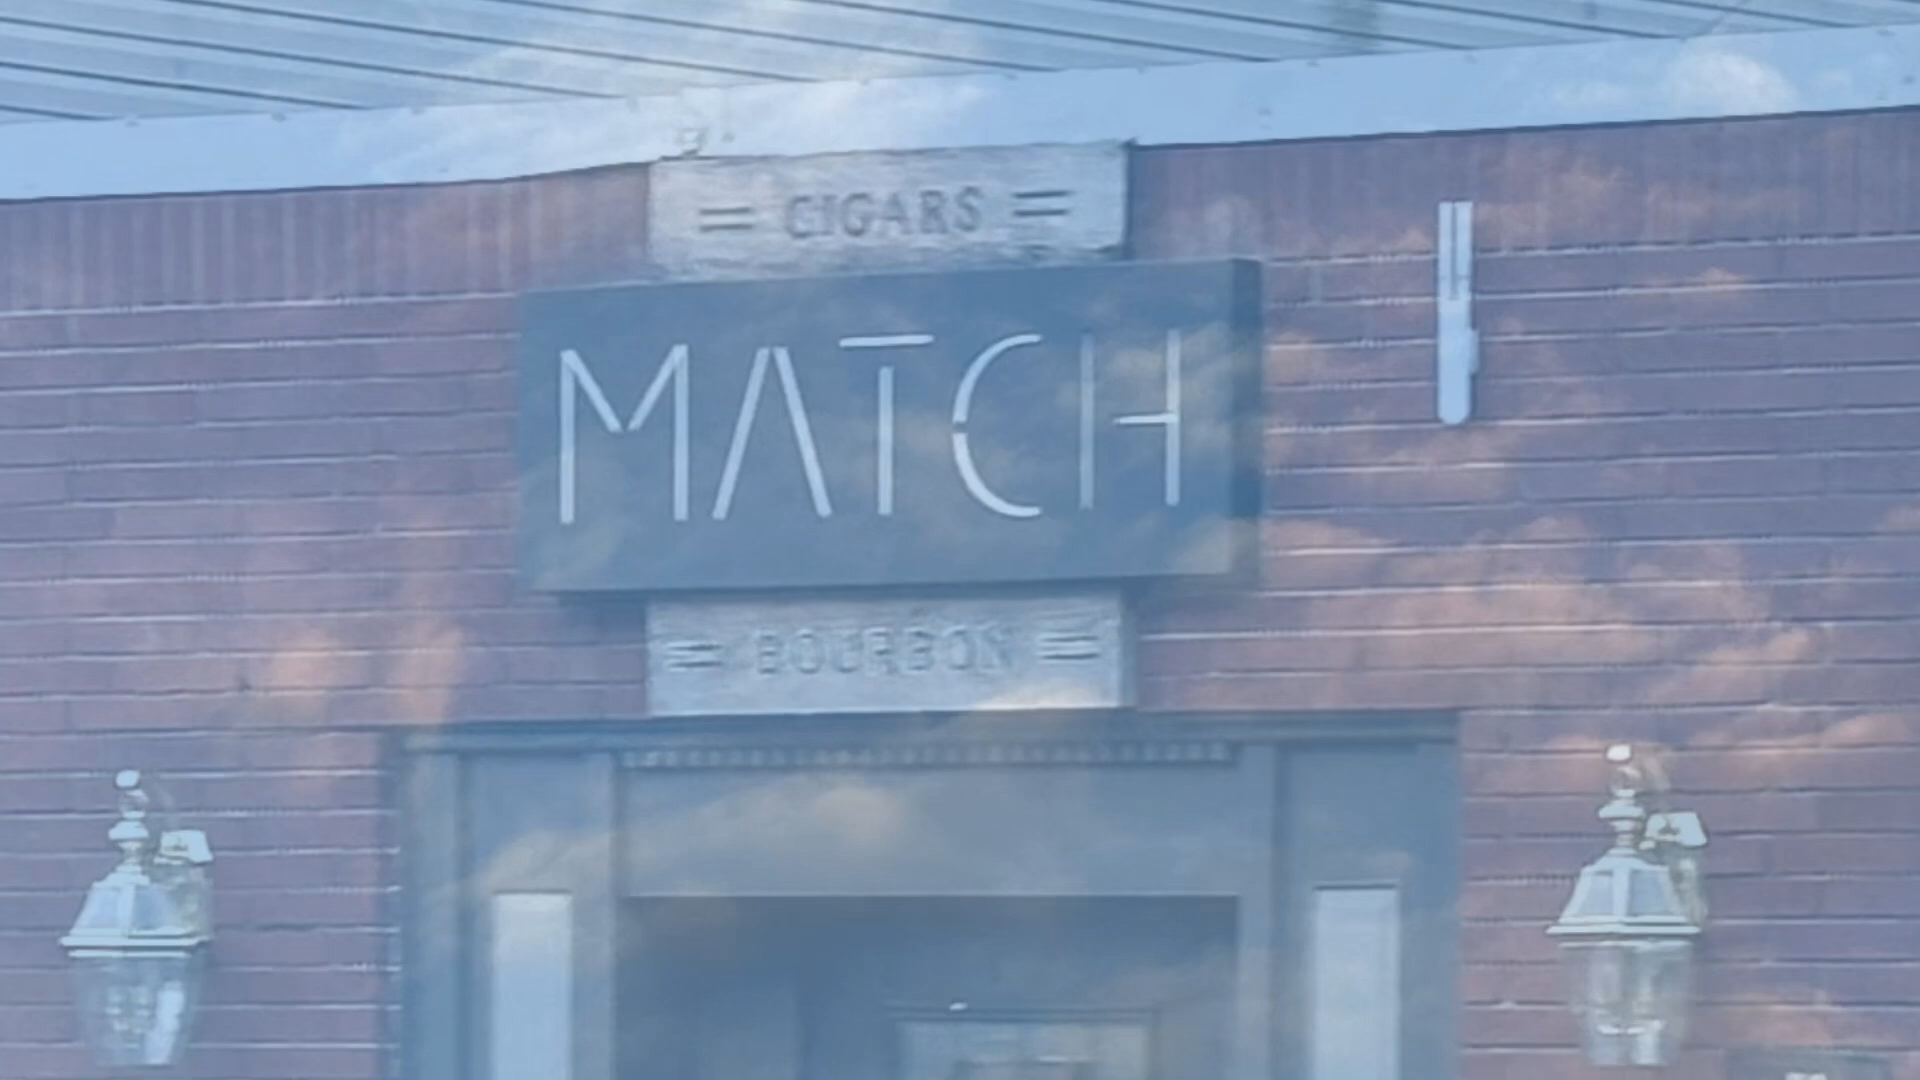 = CIGARS =
MATCH
= BOURBON =